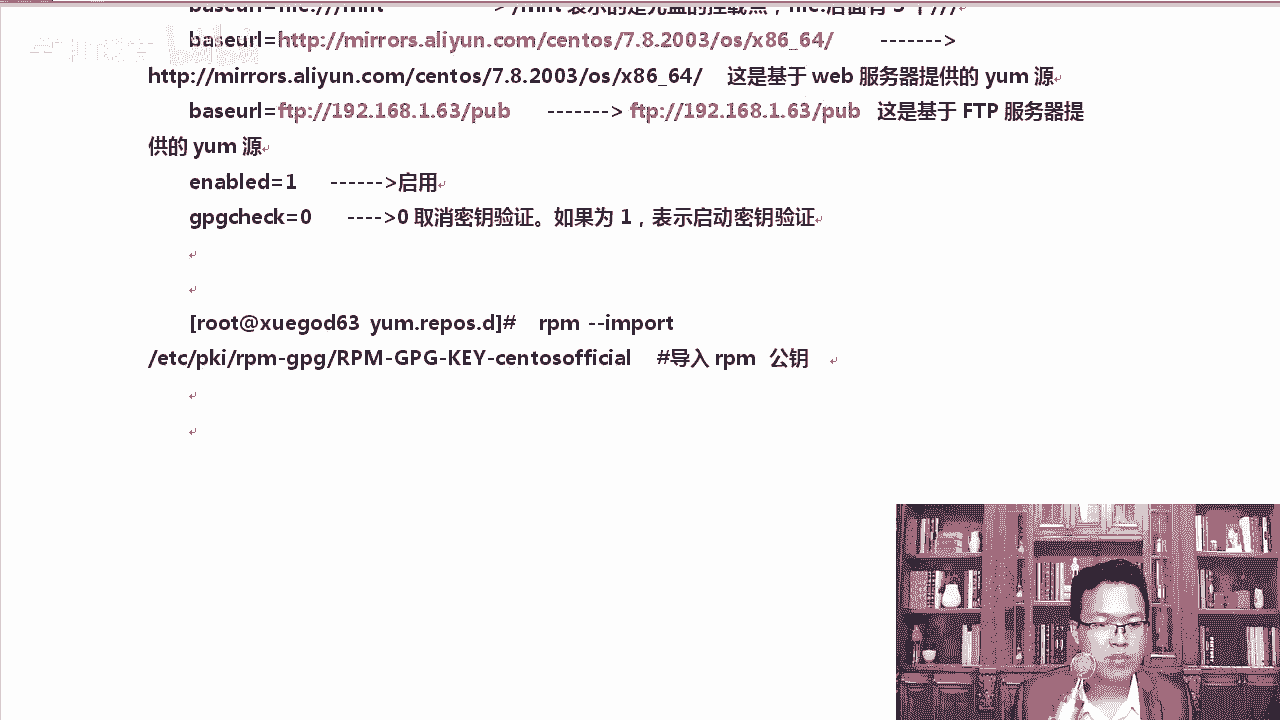 baseurl=file:///mnt -------> /mnt 表示的是光盘的挂载点，file:后面有 3 个///
baseurl=http://mirrors.aliyun.com/centos/7.8.2003/os/x86_64/ ------->
http://mirrors.aliyun.com/centos/7.8.2003/os/x86_64/ 这是基于 web 服务器提供的 yum 源
baseurl=ftp://192.168.1.63/pub -------> ftp://192.168.1.63/pub 这是基于 FTP 服务器提
供的 yum 源
enabled=1 ------>启用
gpgcheck=0 ---->0 取消密钥验证。如果为 1，表示启动密钥验证
[root@xuegod63 yum.repos.d]# rpm --import
/etc/pki/rpm-gpg/RPM-GPG-KEY-centosofficial #导入 rpm 公钥